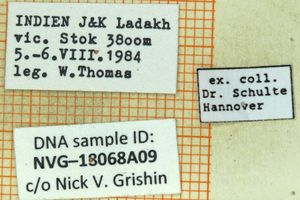 INDIEN J&K Ladakh
vic. Stok 38oom
5.-6.VIII.1984
leg. W.Thomas
ex. coll.
Dr. Schulte
Hannover
DNA sample ID:
NVG-18068A09
c/o Nick V. Grishin